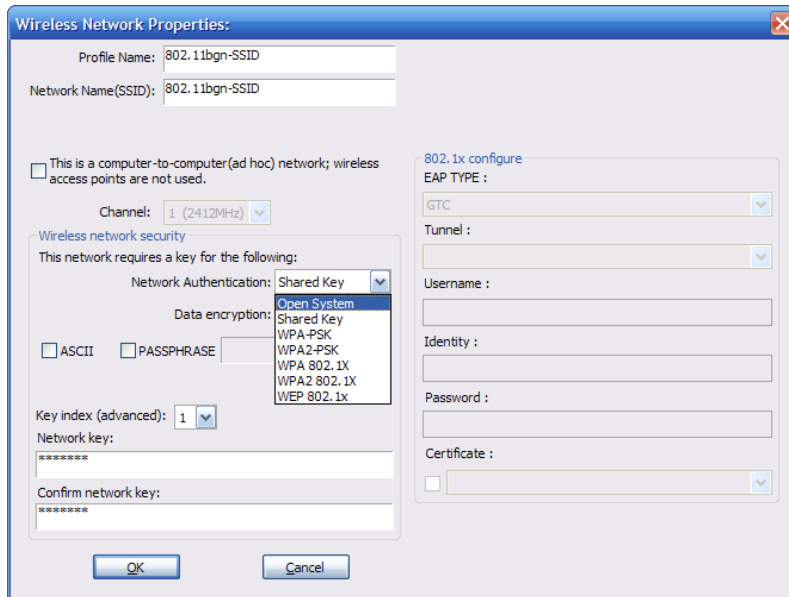 Wireless Network Properties:
Profile Name: 802.11bgn-SSID
Network Name(SSID): 802.11bgn-SSID
This is a computer-to-computer(ad hoc) network; wireless
access points are not used.
Channel: 1 (2412MHz)
Wireless network security
This network requires a key for the following:
Network Authentication: Shared Key
Open System
Shared Key
WPA-PSK
WPA2-PSK
WPA 802.1X
WPA2 802.1X
WEP 802.1x
Data encryption:
ASCII PASSPHRASE
Key index (advanced): 1
Network key:
*******
Confirm network key:
*******
OK Cancel
802.1x configure
EAP TYPE :
GTC
Tunnel :
Username :
Identity :
Password :
Certificate :